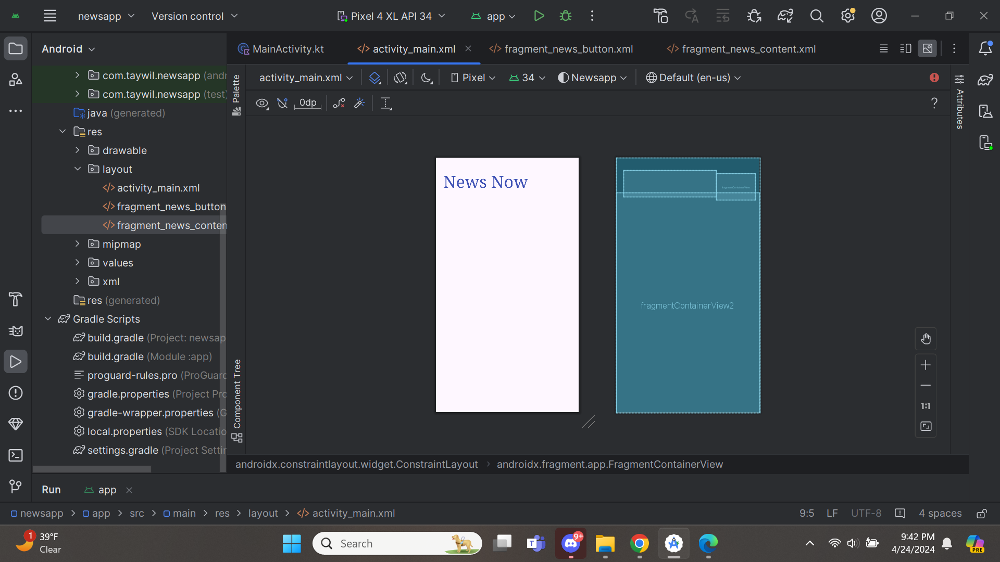 newsapp
Version control
Pixel 4 XL API 34
app
Android
MainActivity.kt
activity_main.xml
fragment_news_button.xml
fragment_news_content.xml
com.taywil.newsapp (andr
com.taywil.newsapp (test)
java (generated)
res
drawable
layout
activity_main.xml
fragment_news_button
fragment_news_conten
mipmap
values
xml
res (generated)
Gradle Scripts
build.gradle (Project: newsap
build.gradle (Module :app)
proguard-rules.pro (ProGuard
gradle.properties (Project Pro
gradle-wrapper.properties (G
local.properties (SDK Locatio
settings.gradle (Project Settin
Palette
Component Tree
activity_main.xml
Pixel
34
Newsapp
Default (en-us)
0dp
?
Attributes
News Now
fragmentContainerView
fragmentContainerView2
1:1
androidx.constraintlayout.widget.ConstraintLayout
androidx.fragment.app.FragmentContainerView
Run
app
newsapp > app > src > main > res > layout > activity_main.xml
9:5
LF
UTF-8
4 spaces
1
39°F
Clear
Search
T
9+
9:42 PM
4/24/2024
PRE